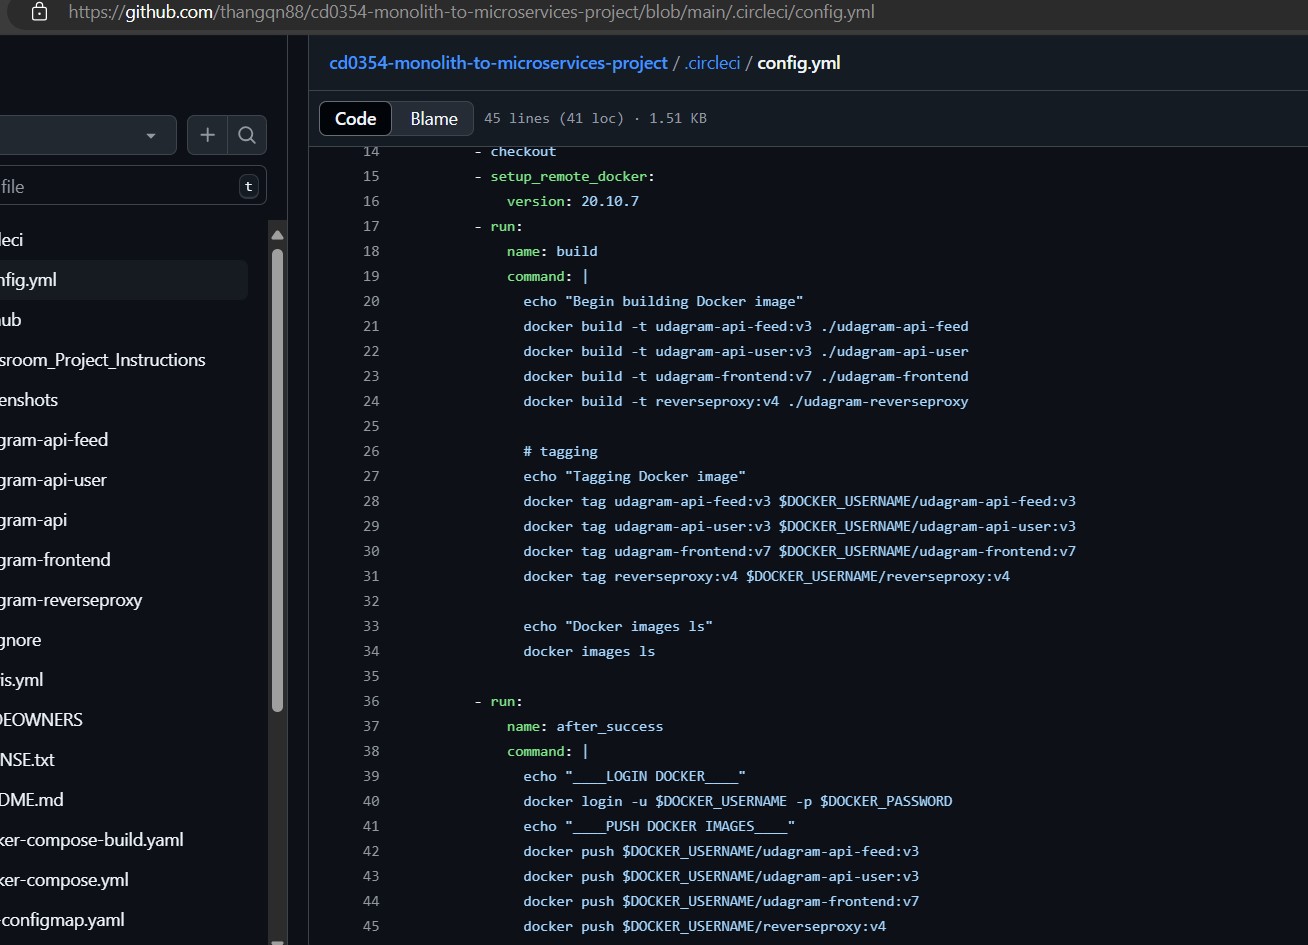 https://github.com/thangqn88/cd0354-monolith-to-microservices-project/blob/main/.circleci/config.yml
cd0354-monolith-to-microservices-project / .circleci / config.yml
Code Blame 45 lines (41 loc) · 1.51 KB
file t
leci
nfig.yml
ub
sroom_Project_Instructions
enshots
gram-api-feed
gram-api-user
gram-api
gram-frontend
gram-reverseproxy
gnore
is.yml
DEOWNERS
NSE.txt
DME.md
ker-compose-build.yaml
ker-compose.yml
-configmap.yaml
14 - checkout
15 - setup_remote_docker:
16 version: 20.10.7
17 - run:
18 name: build
19 command: |
20 echo "Begin building Docker image"
21 docker build -t udagram-api-feed:v3 ./udagram-api-feed
22 docker build -t udagram-api-user:v3 ./udagram-api-user
23 docker build -t udagram-frontend:v7 ./udagram-frontend
24 docker build -t reverseproxy:v4 ./udagram-reverseproxy
25
26 # tagging
27 echo "Tagging Docker image"
28 docker tag udagram-api-feed:v3 $DOCKER_USERNAME/udagram-api-feed:v3
29 docker tag udagram-api-user:v3 $DOCKER_USERNAME/udagram-api-user:v3
30 docker tag udagram-frontend:v7 $DOCKER_USERNAME/udagram-frontend:v7
31 docker tag reverseproxy:v4 $DOCKER_USERNAME/reverseproxy:v4
32
33 echo "Docker images ls"
34 docker images ls
35
36 - run:
37 name: after_success
38 command: |
39 echo "____LOGIN DOCKER____"
40 docker login -u $DOCKER_USERNAME -p $DOCKER_PASSWORD
41 echo "____PUSH DOCKER IMAGES____"
42 docker push $DOCKER_USERNAME/udagram-api-feed:v3
43 docker push $DOCKER_USERNAME/udagram-api-user:v3
44 docker push $DOCKER_USERNAME/udagram-frontend:v7
45 docker push $DOCKER_USERNAME/reverseproxy:v4